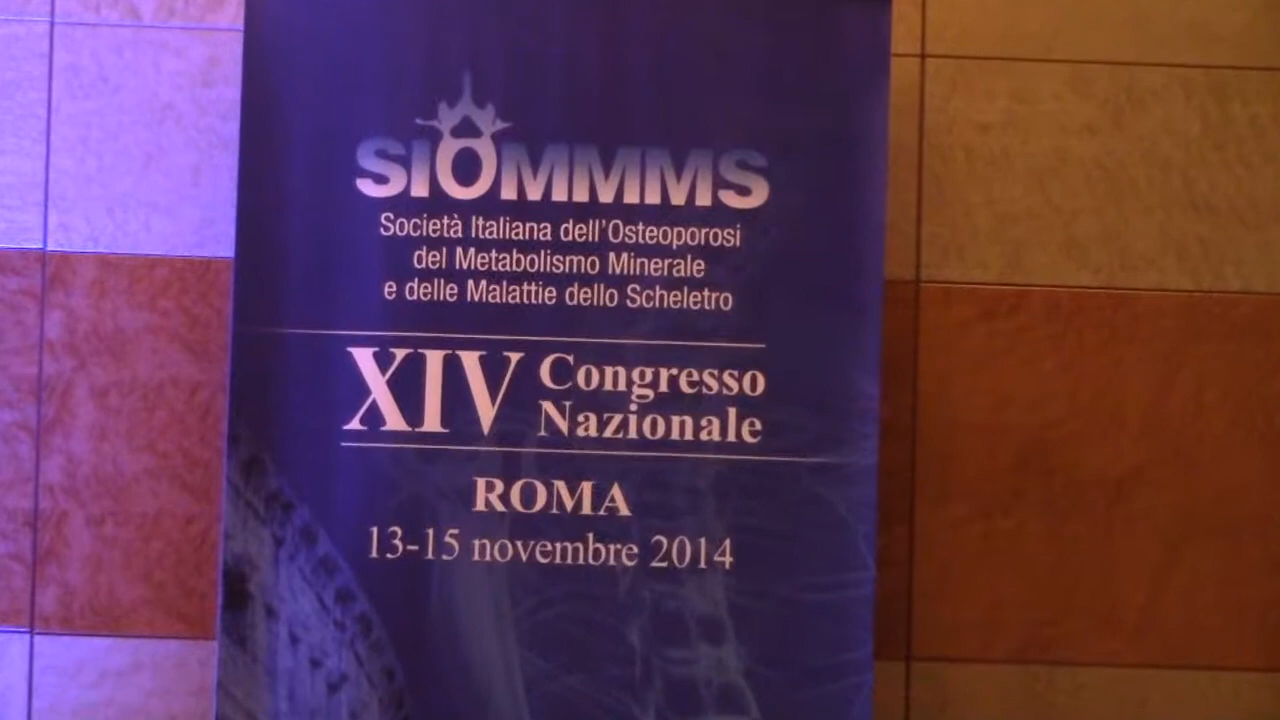 SIOMMMS
Società Italiana dell'Osteoporosi
del Metabolismo Minerale
e delle Malattie dello Scheletro
XIV Congresso
Nazionale
ROMA
13-15 novembre 2014